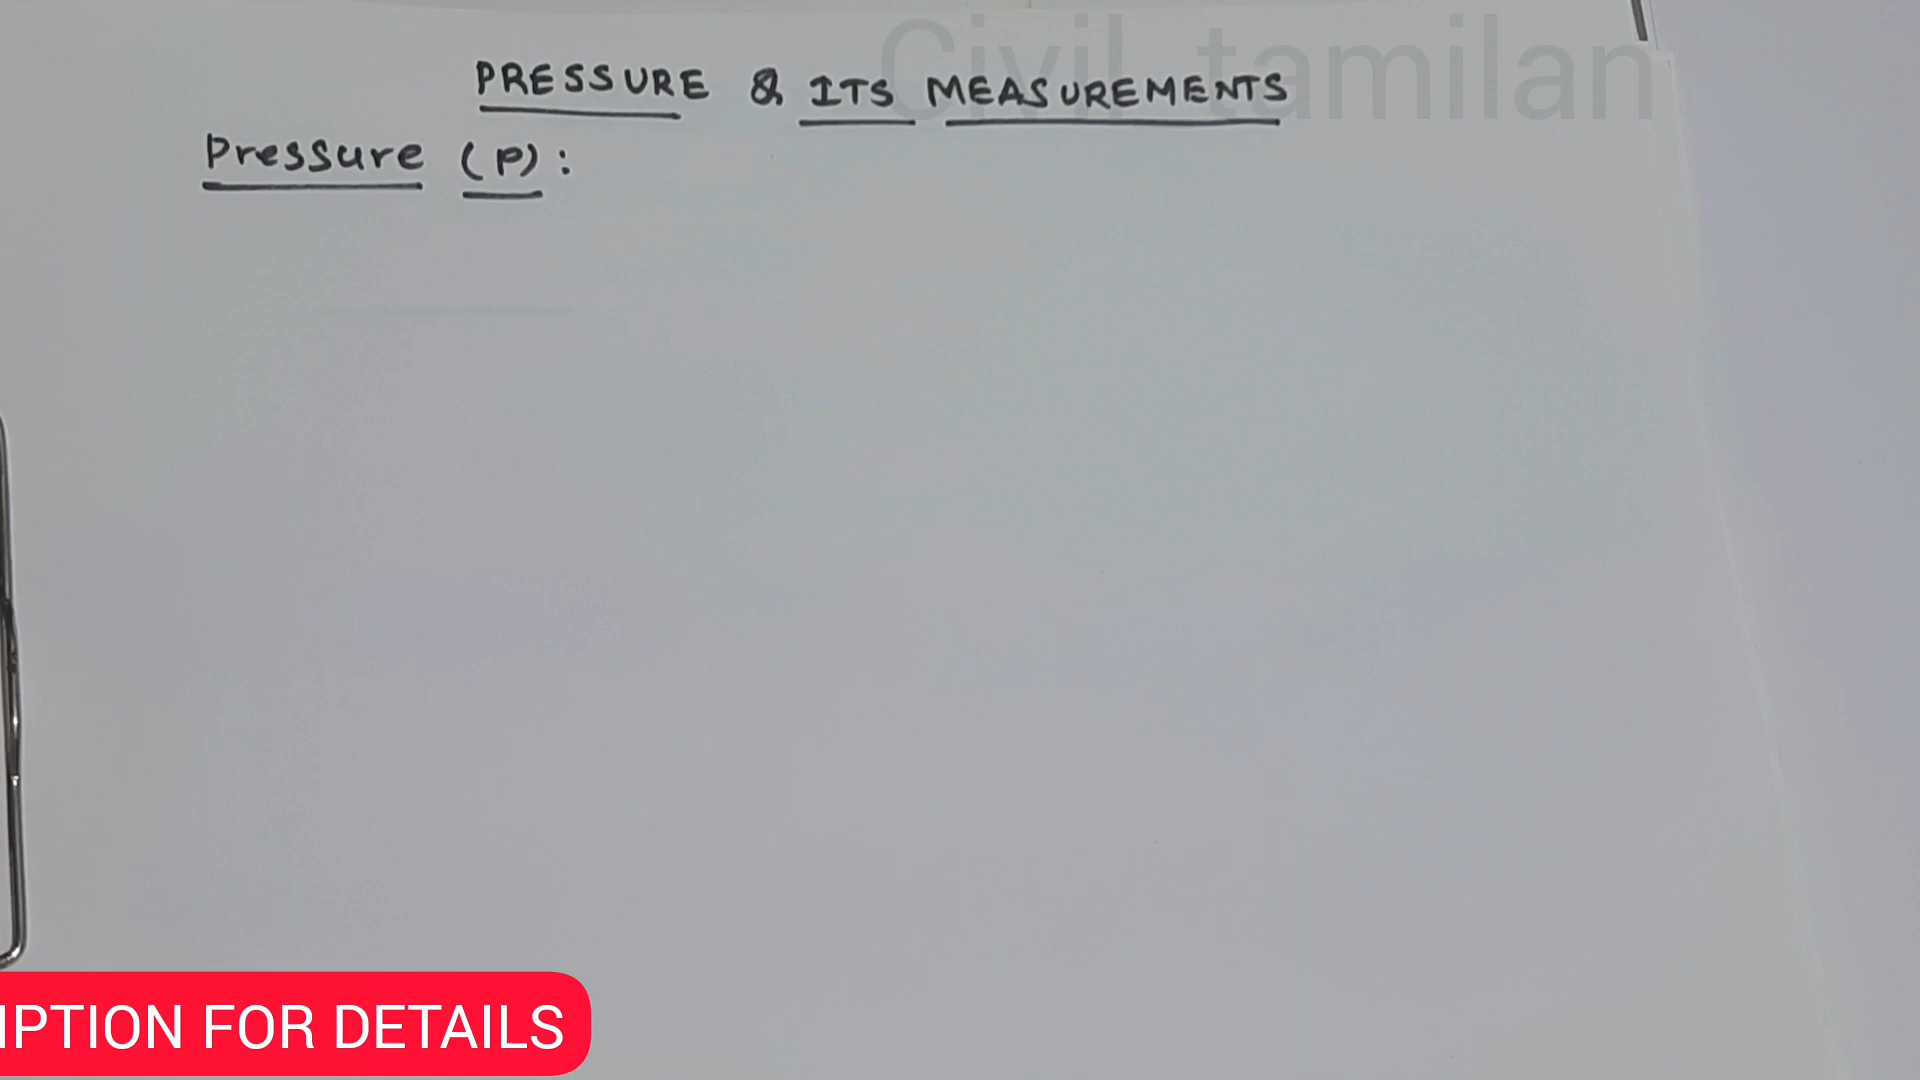 Civil tamilan
PRESSURE & ITS MEASUREMENTS
Pressure (P):
IPTION FOR DETAILS